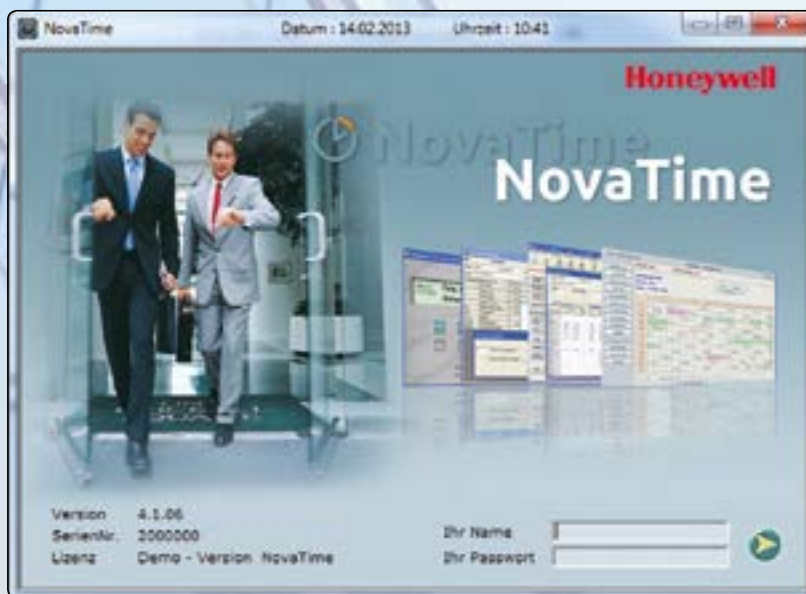 NovaTime Datum : 14.02.2013 Uhrzeit : 10:41
Honeywell
NovaTime
NovaTime
Version 4.1.06
SerienNr. 2000000
Lizenz Demo - Version NovaTime
Ihr Name
Ihr Passwort